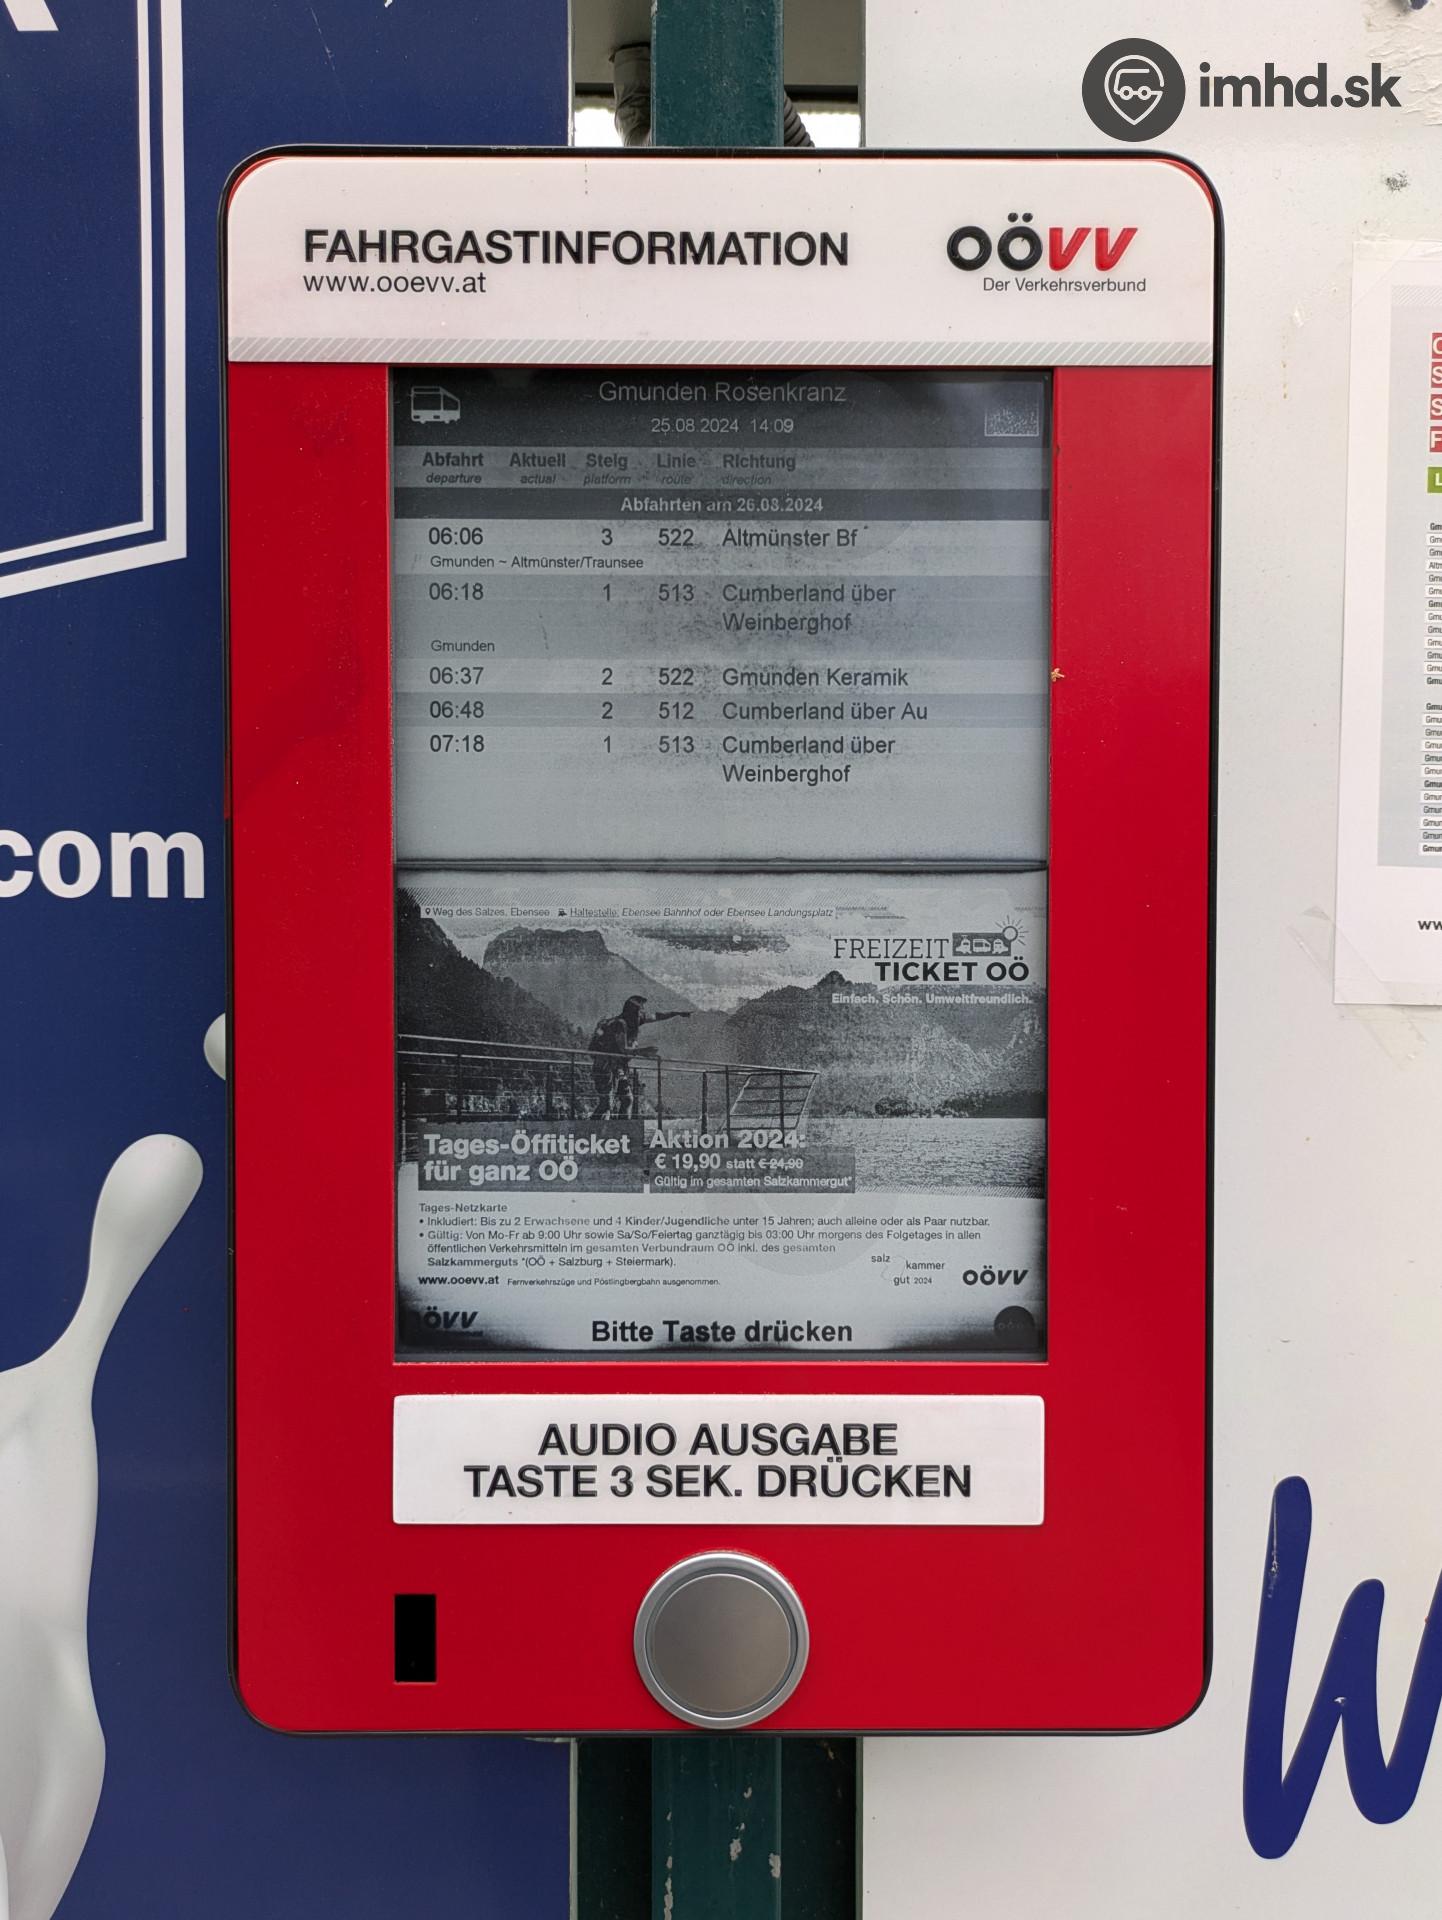 imhd.sk
FAHRGASTINFORMATION
www.ooevv.at
OÖVV
Der Verkehrsverbund
Gmunden Rosenkranz
25.08.2024 14:09
Abfahrt Aktuell Steig Linie Richtung
departure actual platform route direction
Abfahrten am 26.08.2024
06:06 3 522 Altmünster Bf
Gmunden ~ Altmünster/Traunsee
06:18 1 513 Cumberland über
Weinberghof
Gmunden
06:37 2 522 Gmunden Keramik
06:48 2 512 Cumberland über Au
07:18 1 513 Cumberland über
Weinberghof
Weg des Salzes, Ebensee Haltestelle: Ebensee Bahnhof oder Ebensee Landungsplatz
FREIZEIT
TICKET OÖ
Einfach. Schön. Umweltfreundlich.
Tages-Öffiticket
für ganz OÖ
Aktion 2024:
€ 19,90 statt € 24,90
Gültig im gesamten Salzkammergut*
Tages-Netzkarte
• Inkludiert: Bis zu 2 Erwachsene und 4 Kinder/Jugendliche unter 15 Jahren; auch alleine oder als Paar nutzbar.
• Gültig: Von Mo-Fr ab 9:00 Uhr sowie Sa/So/Feiertag ganztägig bis 03:00 Uhr morgens des Folgetages in allen
öffentlichen Verkehrsmitteln im gesamten Verbundraum OÖ inkl. des gesamten
Salzkammerguts *(OÖ + Salzburg + Steiermark).
www.ooevv.at Fernverkehrszüge und Pöstlingbergbahn ausgenommen.
salz
kammer
gut 2024
OÖVV
OÖVV
Bitte Taste drücken
AUDIO AUSGABE
TASTE 3 SEK. DRÜCKEN
com